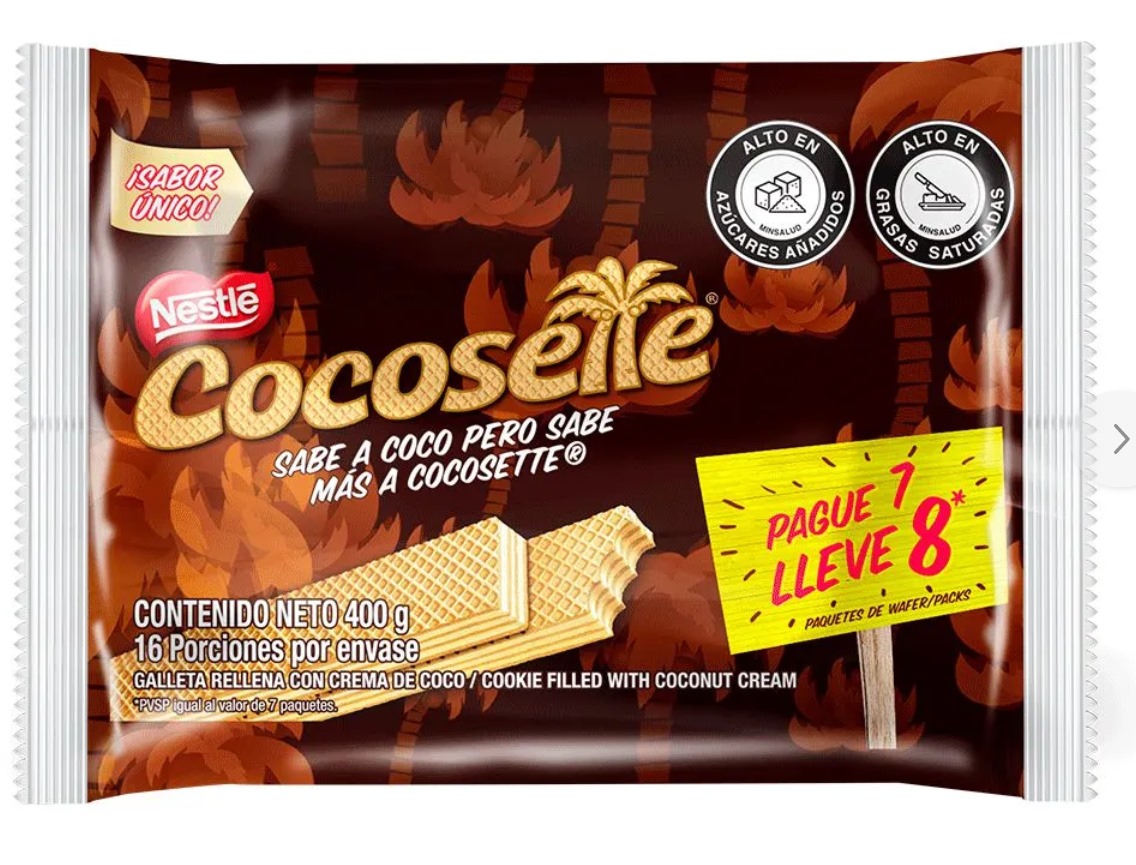 ¡SABOR
ÚNICO!
ALTO EN
AZÚCARES AÑADIDOS
MINSALUD
ALTO EN
GRASAS SATURADAS
MINSALUD
Nestlé
Cocosette®
SABE A COCO PERO SABE
MÁS A COCOSETTE®
PAGUE 7
LLEVE 8*
PAQUETES DE WAFER/PACKS
CONTENIDO NETO 400 g
16 Porciones por envase
GALLETA RELLENA CON CREMA DE COCO / COOKIE FILLED WITH COCONUT CREAM
*PVSP igual al valor de 7 paquetes.